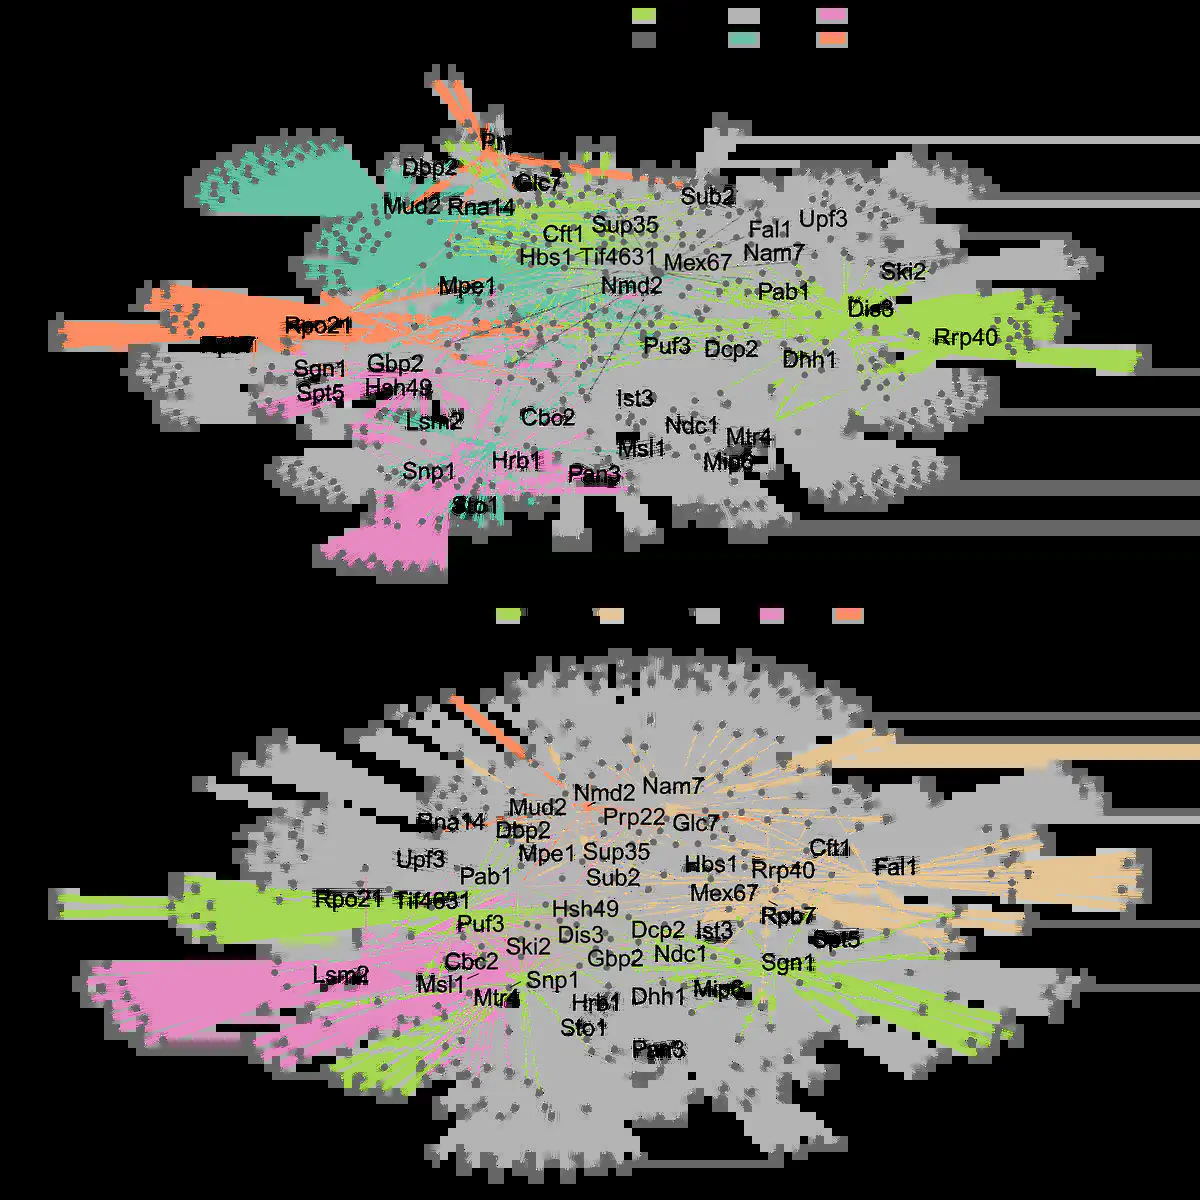 Dbp2
Glc7
Mud2 Rna14
Sub2
Cft1 Sup35
Fal1 Upf3
Hbs1 Tif4631 Mex67 Nam7
Ski2
Mpe1
Nmd2
Pab1
Rpo21
Rrp40
Puf3 Dcp2 Dhh1
Sgn1 Gbp2
Spt5 Hsh49
Ist3
Lsm2
Ndc1
Mtr4
Msl1
Snp1 Hrb1
Mip6
Pan3
Sto1
Nmd2 Nam7
Mud2
Prp22 Glc7
Rna14 Dbp2
Mpe1 Sup35
Cft1
Upf3
Hbs1 Rrp40 Fal1
Pab1 Sub2
Mex67
Rpo21 Tif4631
Hsh49
Rpb7
Puf3
Dis3 Dcp2 Ist3
Spt5
Ski2
Gbp2 Ndc1
Cbc2
Sgn1
Lsm2
Msl1
Snp1
Mtr4
Hrb1 Dhh1 Mip6
Sto1
Pan3